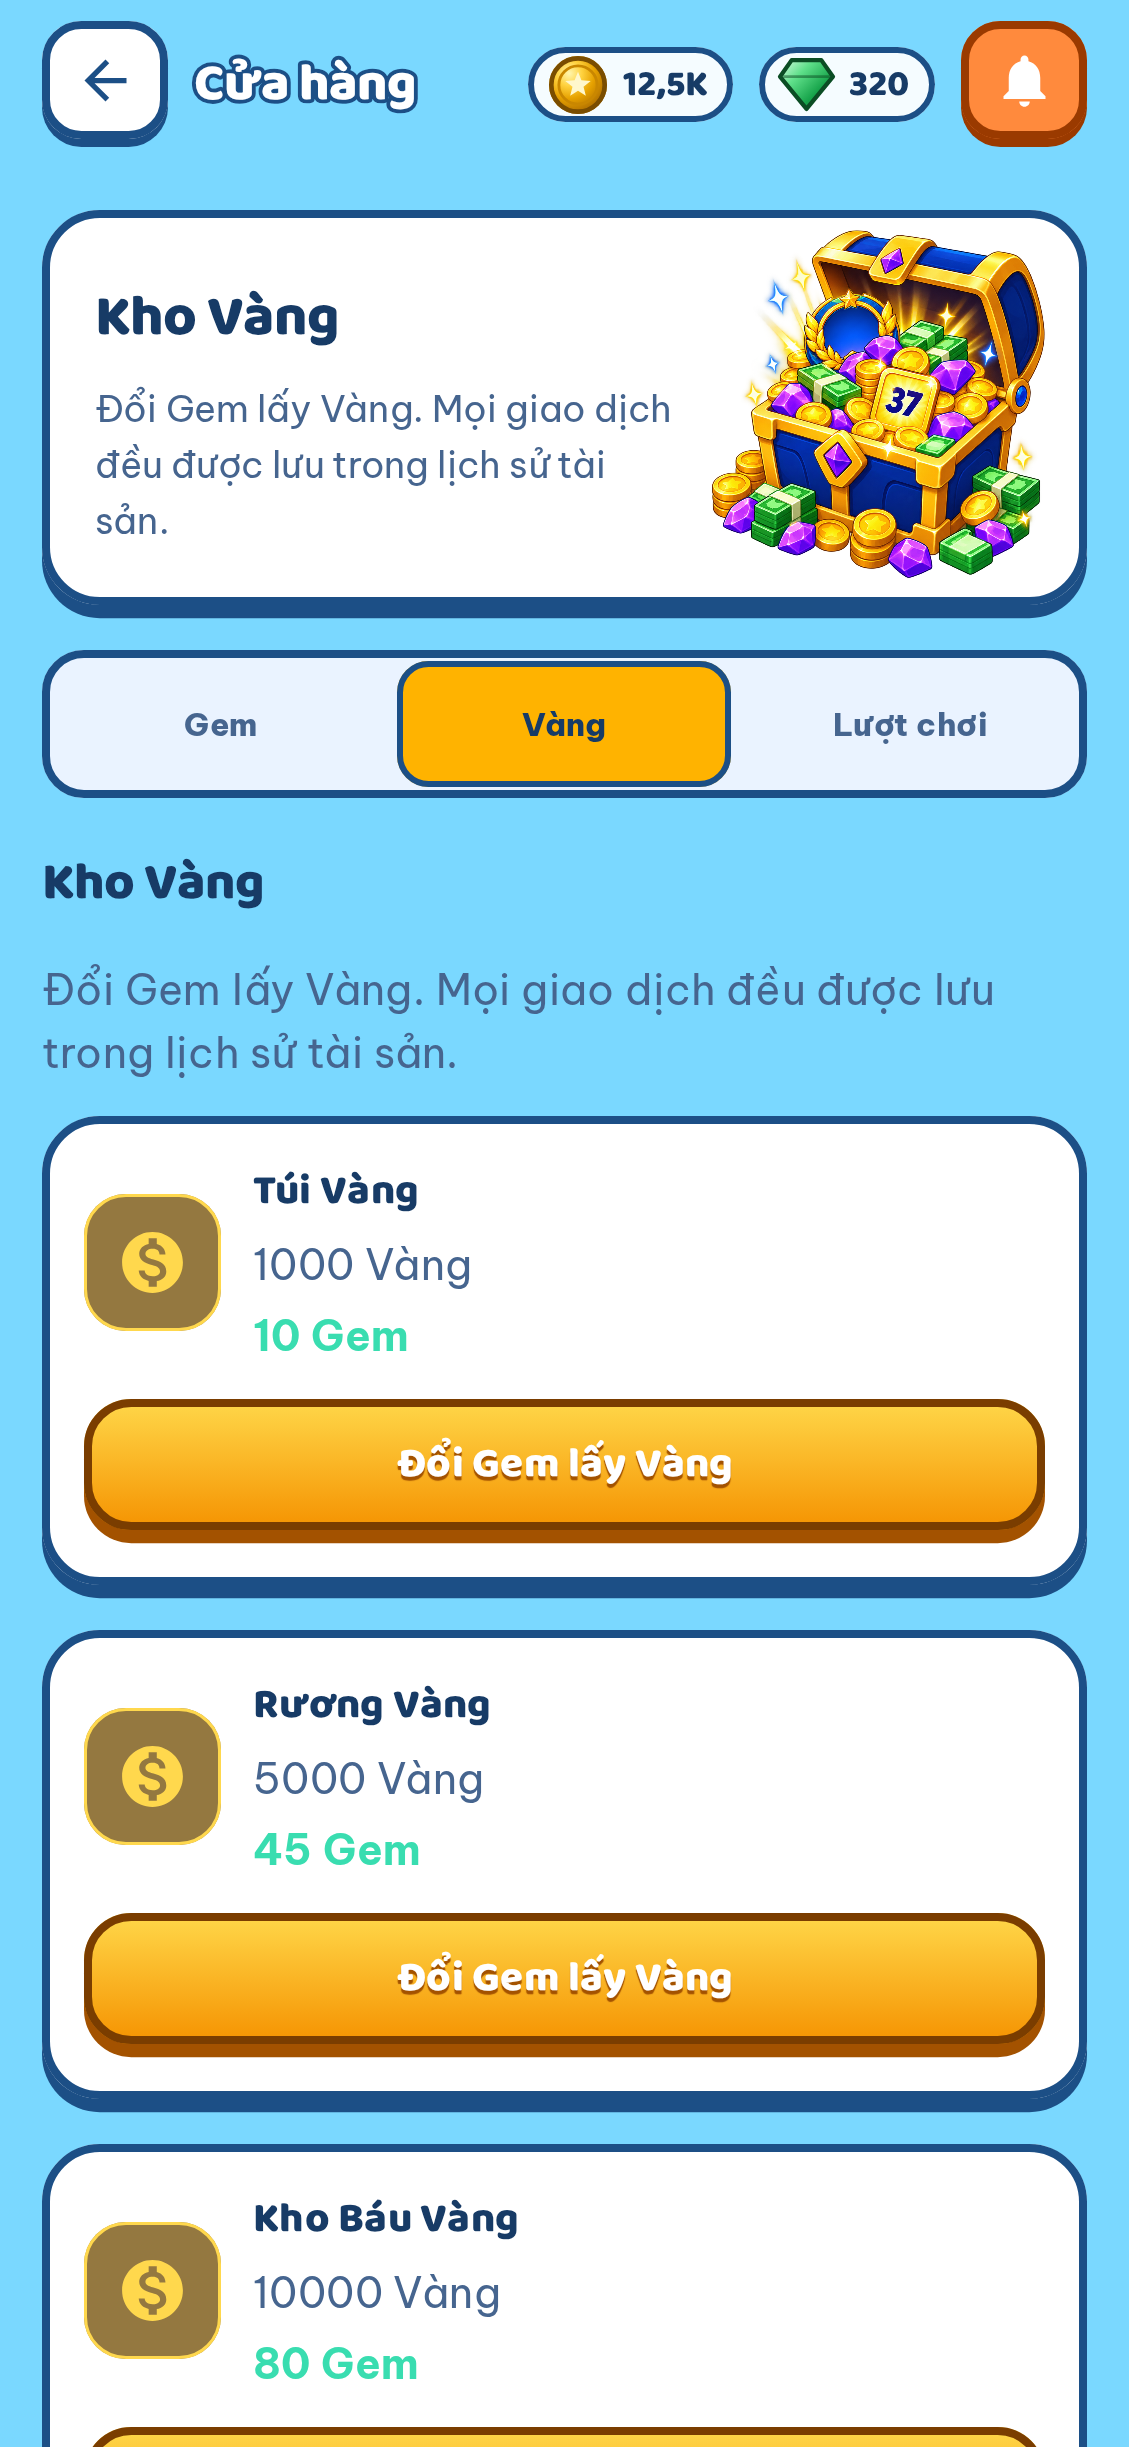 Cửa hàng
12,5K
320
Kho Vàng
Đổi Gem lấy Vàng. Mọi giao dịch
đều được lưu trong lịch sử tài
sản.
37
Gem
Vàng
Lượt chơi
Kho Vàng
Đổi Gem lấy Vàng. Mọi giao dịch đều được lưu
trong lịch sử tài sản.
Túi Vàng
1000 Vàng
10 Gem
Đổi Gem lấy Vàng
Rương Vàng
5000 Vàng
45 Gem
Đổi Gem lấy Vàng
Kho Báu Vàng
10000 Vàng
80 Gem